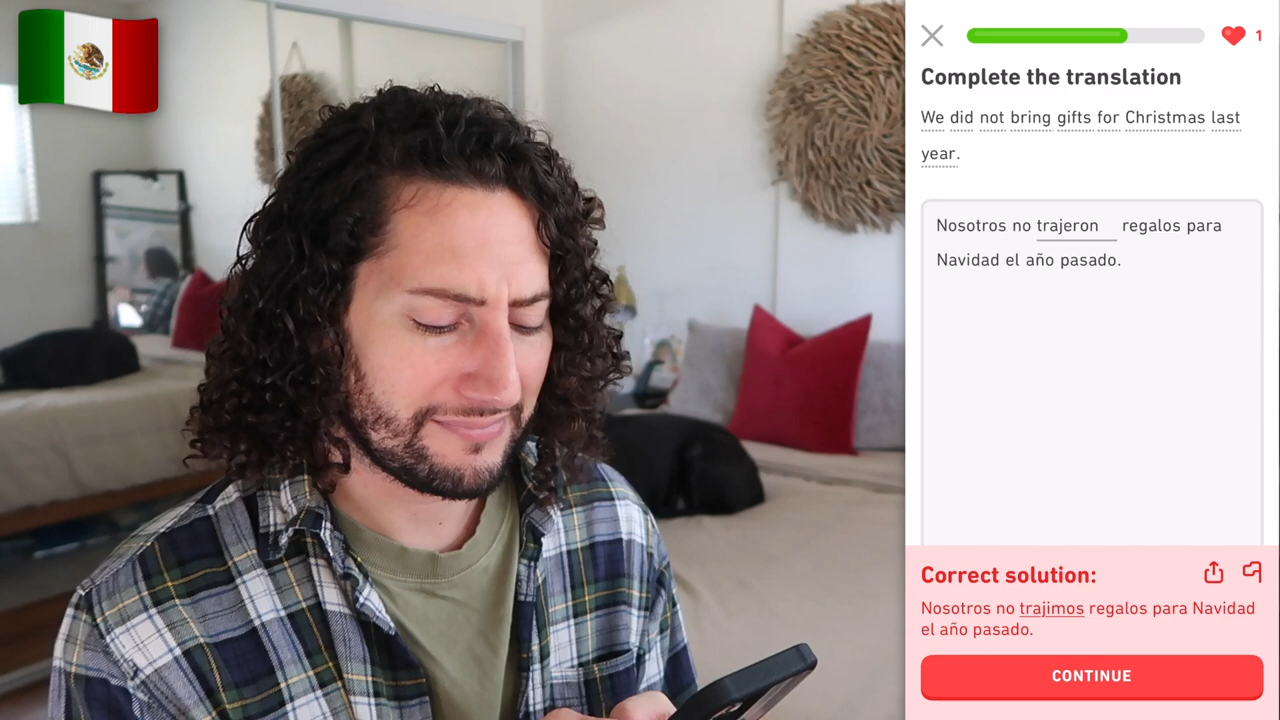 1
Complete the translation
We did not bring gifts for Christmas last
year.
Nosotros no trajeron regalos para
Navidad el año pasado.
Correct solution:
Nosotros no trajimos regalos para Navidad
el año pasado.
CONTINUE